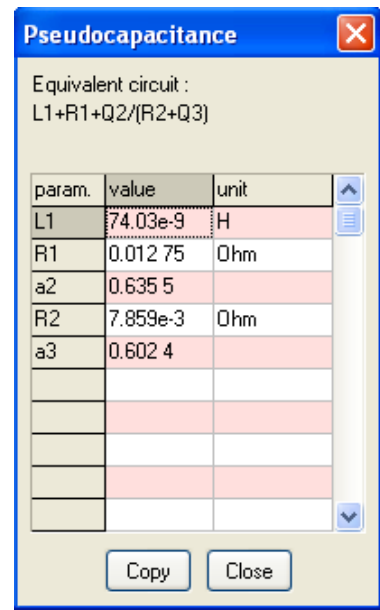 Pseudocapacitance
Equivalent circuit :
L1+R1+Q2/(R2+Q3)
param. value unit
L1 74.03e-9 H
R1 0.012 75 Ohm
a2 0.635 5
R2 7.859e-3 Ohm
a3 0.602 4
Copy Close